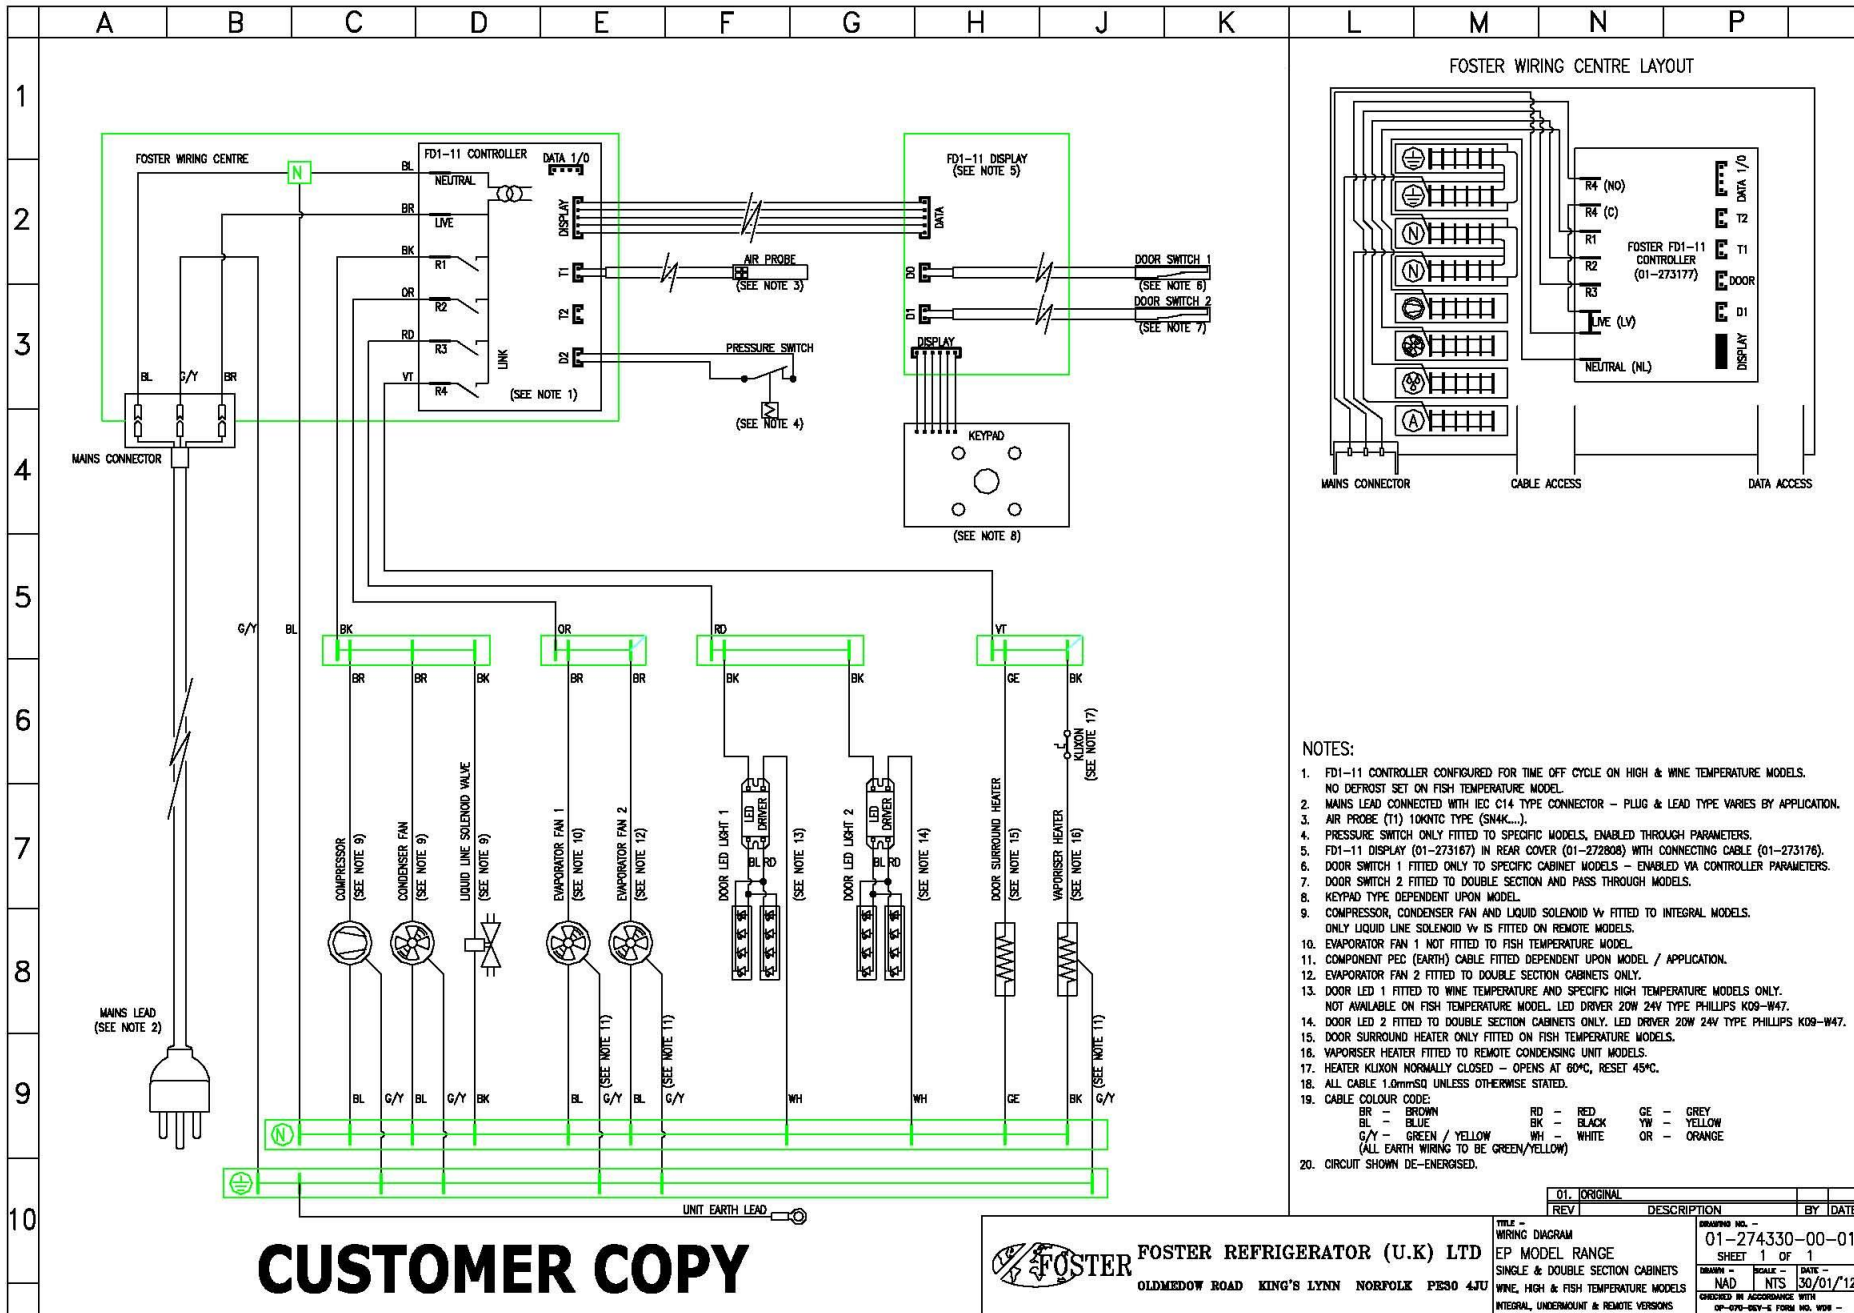 A B C D E F G H J K L M N P
1
2
3
4
5
6
7
8
9
10
FOSTER WIRING CENTRE
N
BL
BR
BK
OR
RD
VT
FD1-11 CONTROLLER
NEUTRAL
LIVE
R1
R2
R3
R4
LINK
(SEE NOTE 1)
DATA 1/0
DISPLAY
T1
T2
D2
BL G/Y BR
MAINS CONNECTOR
AIR PROBE
(SEE NOTE 3)
PRESSURE SWITCH
(SEE NOTE 4)
FD1-11 DISPLAY
(SEE NOTE 5)
DATA
D0
D1
DISPLAY
DOOR SWITCH 1
(SEE NOTE 6)
DOOR SWITCH 2
(SEE NOTE 7)
KEYPAD
(SEE NOTE 8)
G/Y BL BK OR RD VT
BR BR BK BR BR BK BK GE BK
KLIXON
(SEE NOTE 17)
COMPRESSOR
(SEE NOTE 9)
CONDENSER FAN
(SEE NOTE 9)
LIQUID LINE SOLENOID VALVE
(SEE NOTE 9)
EVAPORATOR FAN 1
(SEE NOTE 10)
EVAPORATOR FAN 2
(SEE NOTE 12)
DOOR LED LIGHT 1
LED
DRIVER
BL RD
(SEE NOTE 13)
DOOR LED LIGHT 2
LED
DRIVER
BL RD
(SEE NOTE 14)
DOOR SURROUND HEATER
(SEE NOTE 15)
VAPORISER HEATER
(SEE NOTE 16)
MAINS LEAD
(SEE NOTE 2)
(SEE NOTE 11)
(SEE NOTE 11)
(SEE NOTE 11)
BL G/Y BL G/Y BK BL G/Y BL G/Y WH WH GE BK G/Y
N
UNIT EARTH LEAD
CUSTOMER COPY
FOSTER WIRING CENTRE LAYOUT
N
N
A
R4 (NO)
R4 (C)
R1
R2
R3
LIVE (LV)
NEUTRAL (NL)
FOSTER FD1-11
CONTROLLER
(01-273177)
DATA 1/0
T2
T1
DOOR
D1
DISPLAY
MAINS CONNECTOR
CABLE ACCESS
DATA ACCESS
NOTES:
1. FD1-11 CONTROLLER CONFIGURED FOR TIME OFF CYCLE ON HIGH & WINE TEMPERATURE MODELS.
NO DEFROST SET ON FISH TEMPERATURE MODEL.
2. MAINS LEAD CONNECTED WITH IEC C14 TYPE CONNECTOR - PLUG & LEAD TYPE VARIES BY APPLICATION.
3. AIR PROBE (T1) 10KNTC TYPE (SN4K....).
4. PRESSURE SWITCH ONLY FITTED TO SPECIFIC MODELS, ENABLED THROUGH PARAMETERS.
5. FD1-11 DISPLAY (01-273167) IN REAR COVER (01-272808) WITH CONNECTING CABLE (01-273176).
6. DOOR SWITCH 1 FITTED ONLY TO SPECIFIC CABINET MODELS - ENABLED VIA CONTROLLER PARAMETERS.
7. DOOR SWITCH 2 FITTED TO DOUBLE SECTION AND PASS THROUGH MODELS.
8. KEYPAD TYPE DEPENDENT UPON MODEL.
9. COMPRESSOR, CONDENSER FAN AND LIQUID SOLENOID Vv FITTED TO INTEGRAL MODELS.
ONLY LIQUID LINE SOLENOID Vv IS FITTED ON REMOTE MODELS.
10. EVAPORATOR FAN 1 NOT FITTED TO FISH TEMPERATURE MODEL.
11. COMPONENT PEC (EARTH) CABLE FITTED DEPENDENT UPON MODEL / APPLICATION.
12. EVAPORATOR FAN 2 FITTED TO DOUBLE SECTION CABINETS ONLY.
13. DOOR LED 1 FITTED TO WINE TEMPERATURE AND SPECIFIC HIGH TEMPERATURE MODELS ONLY.
NOT AVAILABLE ON FISH TEMPERATURE MODEL. LED DRIVER 20W 24V TYPE PHILLIPS K09-W47.
14. DOOR LED 2 FITTED TO DOUBLE SECTION CABINETS ONLY. LED DRIVER 20W 24V TYPE PHILLIPS K09-W47.
15. DOOR SURROUND HEATER ONLY FITTED ON FISH TEMPERATURE MODELS.
16. VAPORISER HEATER FITTED TO REMOTE CONDENSING UNIT MODELS.
17. HEATER KLIXON NORMALLY CLOSED - OPENS AT 60°C, RESET 45°C.
18. ALL CABLE 1.0mmSQ UNLESS OTHERWISE STATED.
19. CABLE COLOUR CODE:
BR - BROWN RD - RED GE - GREY
BL - BLUE BK - BLACK YW - YELLOW
G/Y - GREEN / YELLOW WH - WHITE OR - ORANGE
(ALL EARTH WIRING TO BE GREEN/YELLOW)
20. CIRCUIT SHOWN DE-ENERGISED.
01. ORIGINAL
REV DESCRIPTION BY DATE
FOSTER
FOSTER REFRIGERATOR (U.K) LTD
OLDMEDOW ROAD KING'S LYNN NORFOLK PE30 4JU
TITLE -
WIRING DIAGRAM
EP MODEL RANGE
SINGLE & DOUBLE SECTION CABINETS
WINE, HIGH & FISH TEMPERATURE MODELS
INTEGRAL, UNDERMOUNT & REMOTE VERSIONS
DRAWING NO. -
01-274330-00-01
SHEET 1 OF 1
DRAWN - SCALE - DATE -
NAD NTS 30/01/'12
CHECKED IN ACCORDANCE WITH